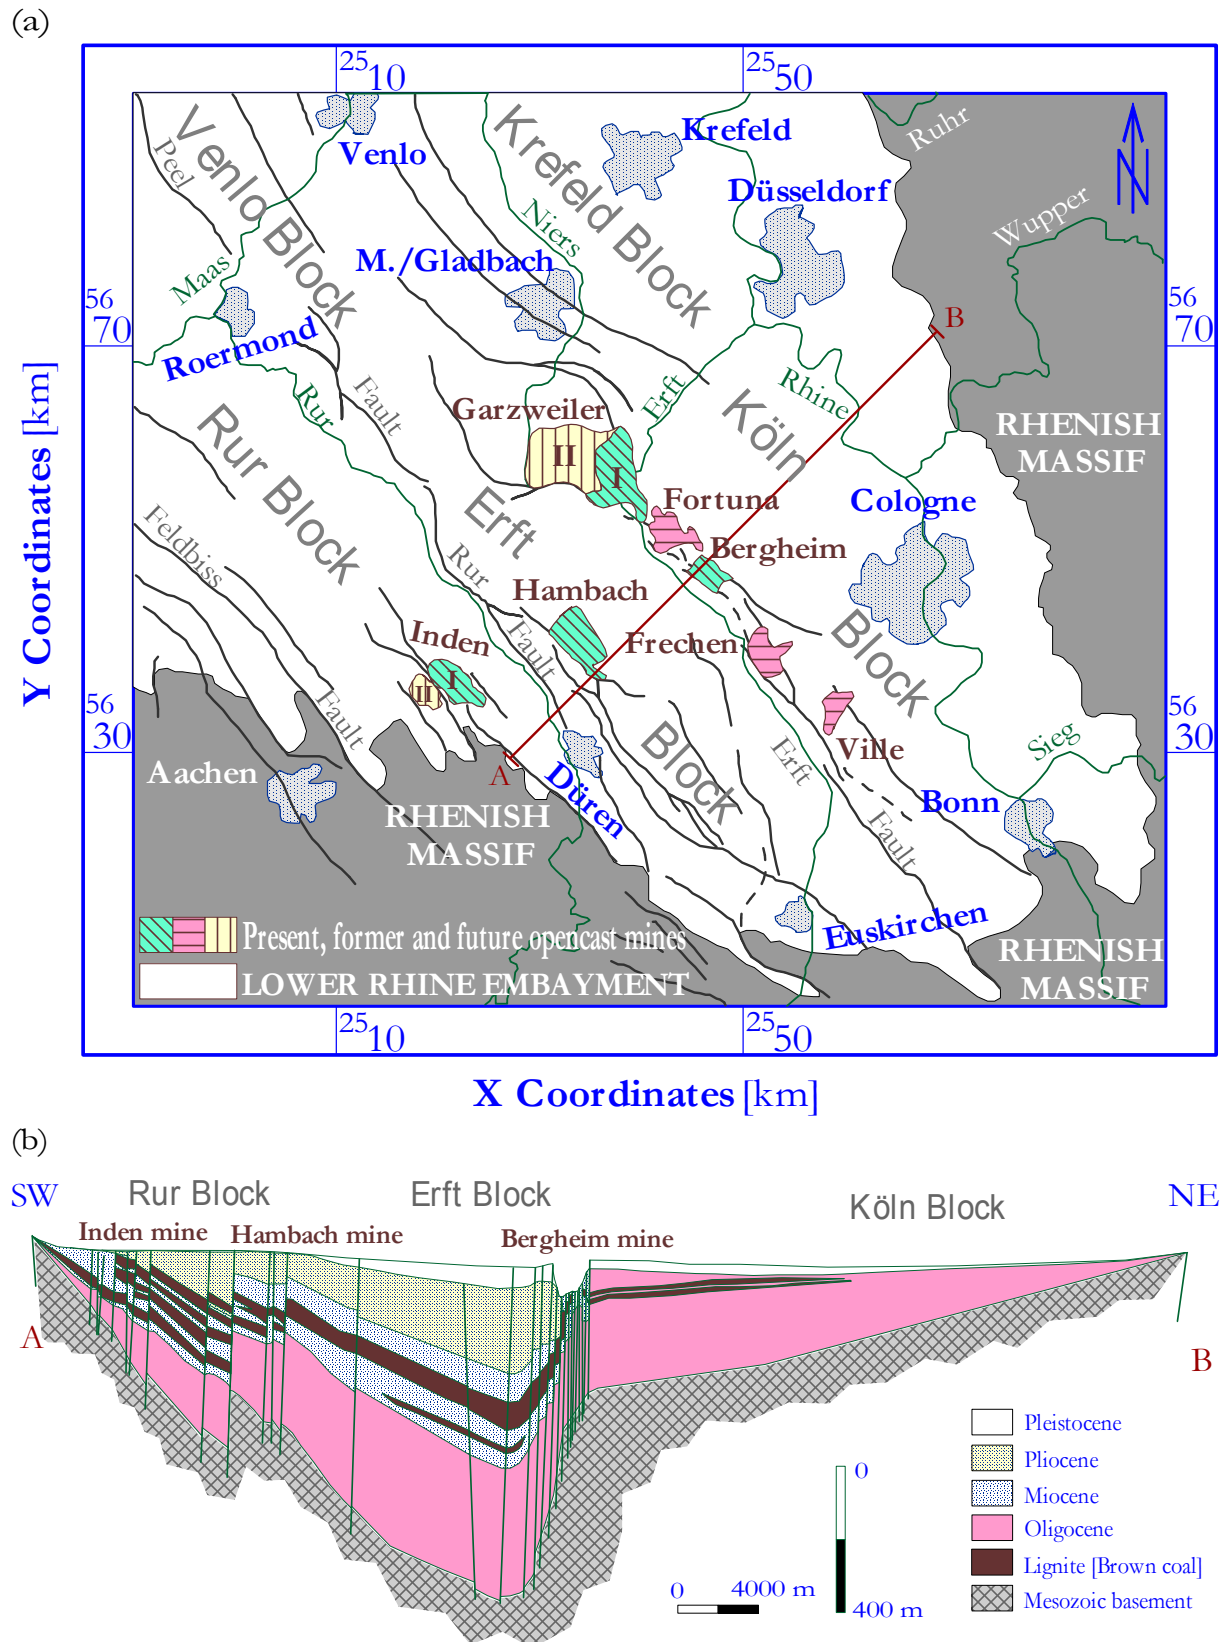 (a)
25 10
25 50
Venlo Block
Peel
Venlo
Krefeld Block
Krefeld
Ruhr
N
Düsseldorf
Wupper
Niers
Maas
M./Gladbach
56 70
56 70
B
Roermond
Rur
Fault
Erft
Rhine
Köln
Garzweiler
II
I
RHENISH
MASSIF
Rur Block
Erft
Fortuna
Cologne
Feldbiss
Rur
Bergheim
Hambach
Fault
Inden
II
I
Frechen
Block
Fault
Block
Erft
Ville
Sieg
56 30
56 30
Aachen
A
Düren
RHENISH
MASSIF
Fault
Bonn
Euskirchen
Present, former and future opencast mines
LOWER RHINE EMBAYMENT
RHENISH
MASSIF
25 10
25 50
Y Coordinates [km]
X Coordinates [km]
(b)
SW
Rur Block
Erft Block
Köln Block
NE
Inden mine
Hambach mine
Bergheim mine
A
B
0
400 m
0
4000 m
Pleistocene
Pliocene
Miocene
Oligocene
Lignite [Brown coal]
Mesozoic basement